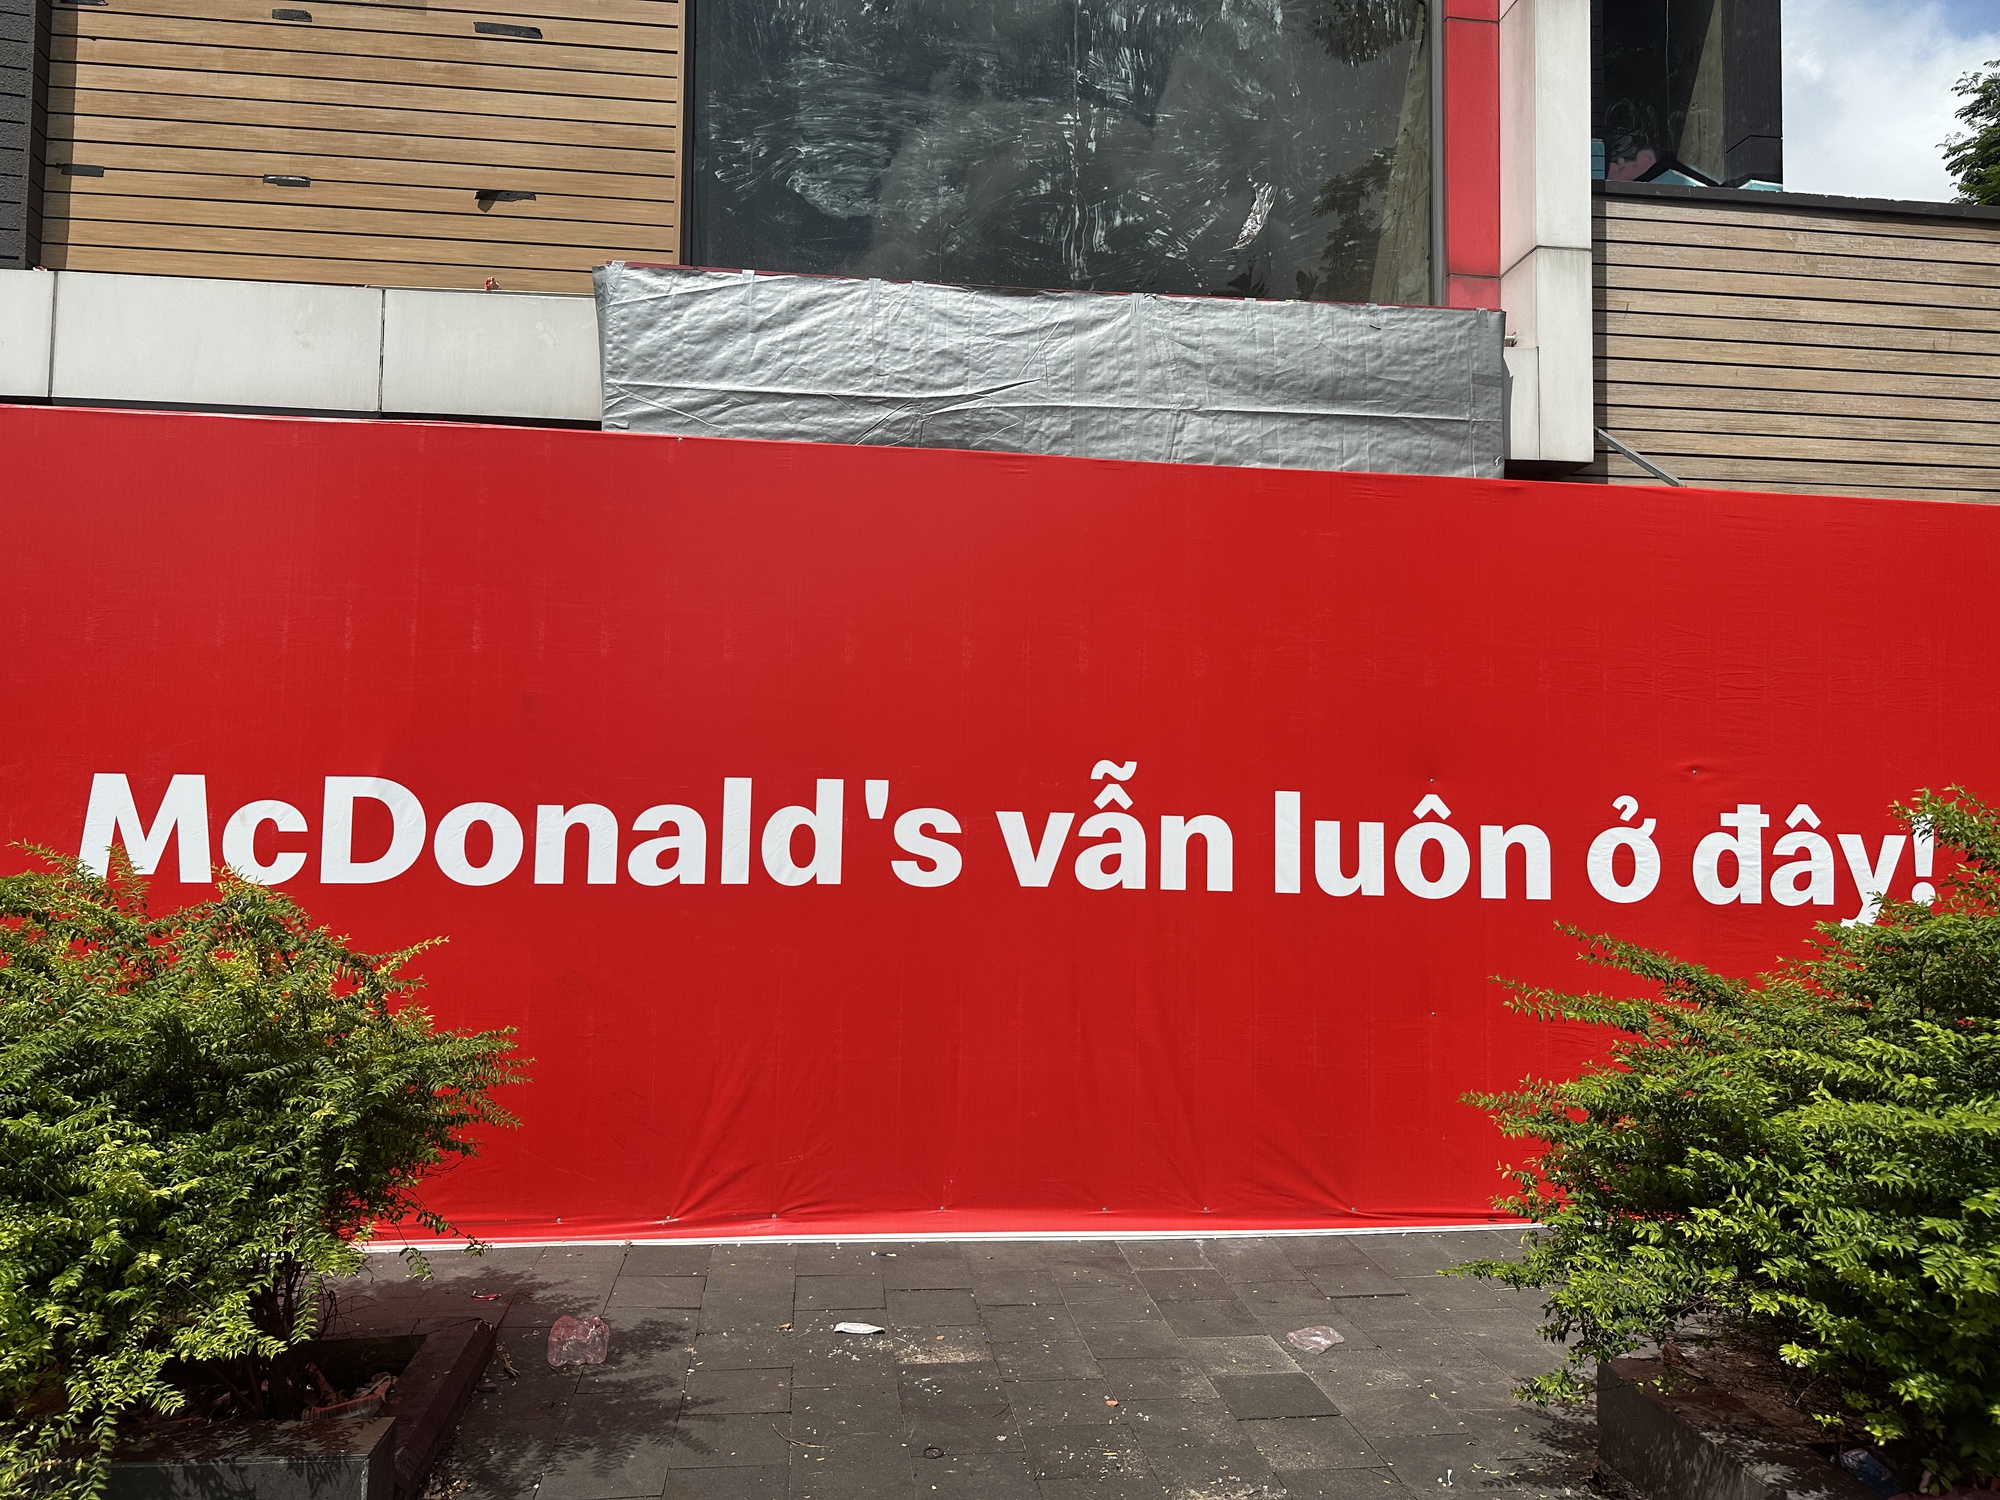 McDonald's vẫn luôn ở đây!